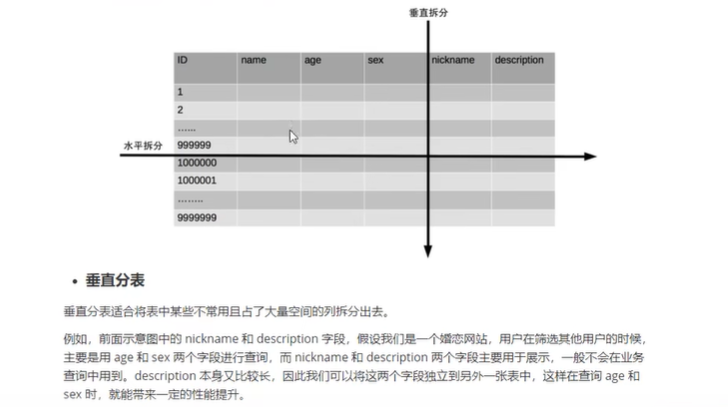 垂直拆分
ID name age sex nickname description
1
2
……
水平拆分 999999
1000000
1000001
……..
9999999
• 垂直分表
垂直分表适合将表中某些不常用且占了大量空间的列拆分出去。
例如，前面示意图中的 nickname 和 description 字段，假设我们是一个婚恋网站，用户在筛选其他用户的时候，
主要是用 age 和 sex 两个字段进行查询，而 nickname 和 description 两个字段主要用于展示，一般不会在业务
查询中用到。description 本身又比较长，因此我们可以将这两个字段独立到另外一张表中，这样在查询 age 和
sex 时，就能带来一定的性能提升。